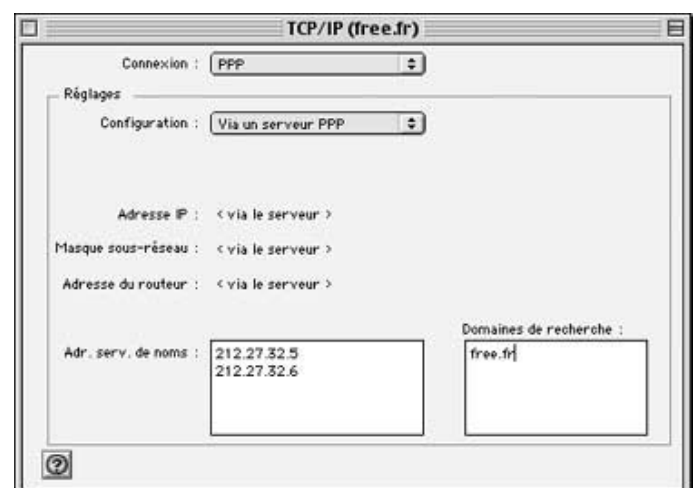 TCP/IP (free.fr)
Connexion : PPP
Réglages
Configuration : Via un serveur PPP
Adresse IP : < via le serveur >
Masque sous-réseau : < via le serveur >
Adresse du routeur : < via le serveur >
Domaines de recherche :
Adr. serv. de noms : 212.27.32.5 free.fr
212.27.32.6
?